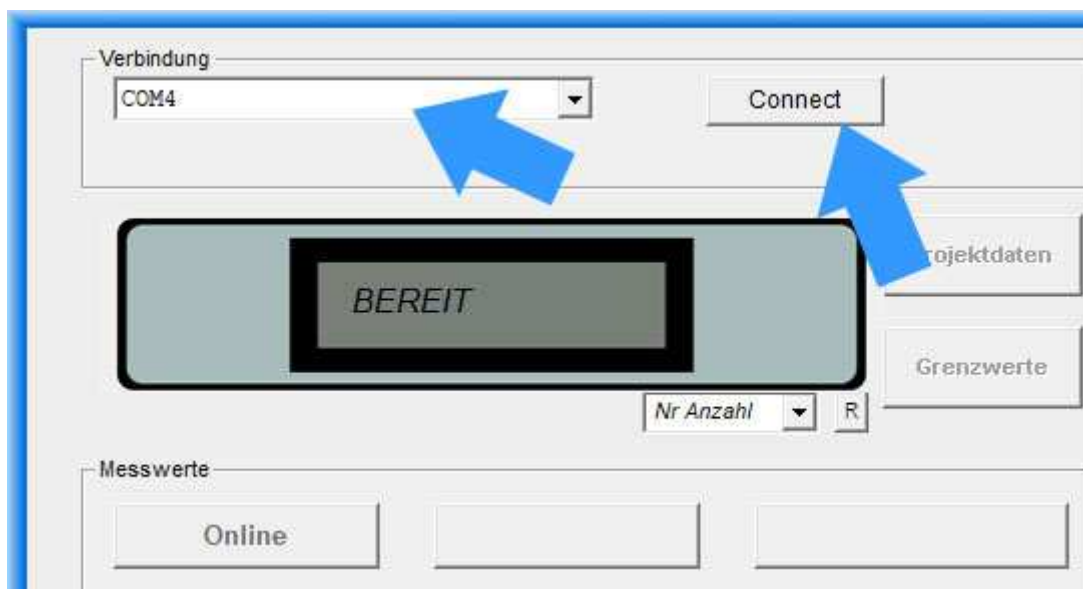 Verbindung
COM4
Connect
BEREIT
rojektdaten
Grenzwerte
Nr Anzahl
R
Messwerte
Online